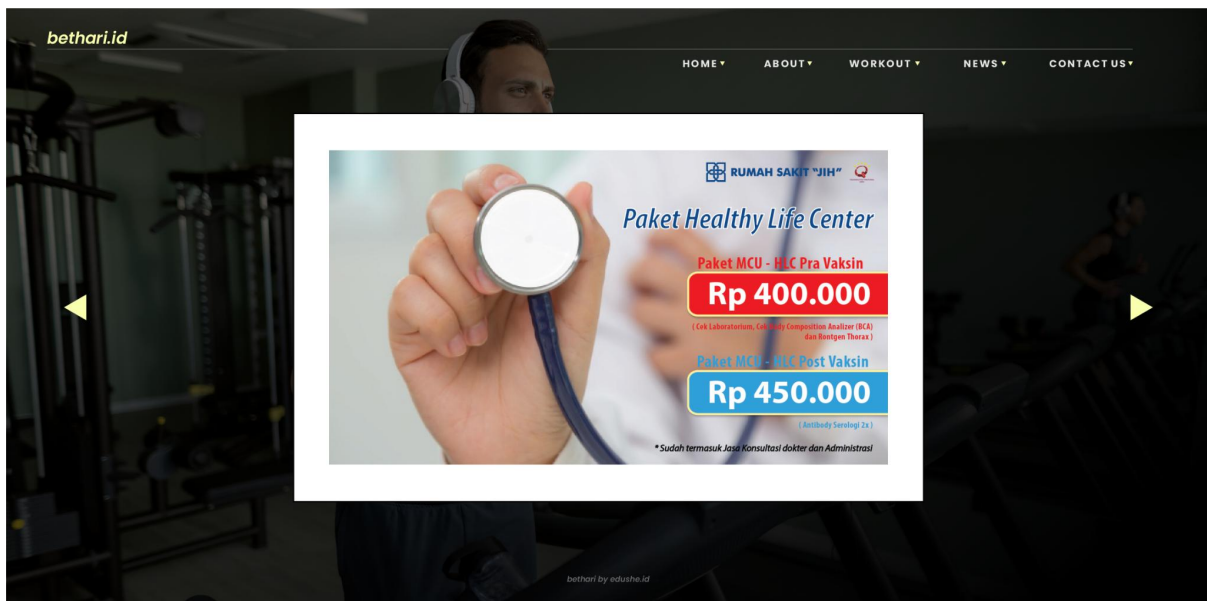 bethari.id
HOME ▾ ABOUT ▾ WORKOUT ▾ NEWS ▾ CONTACT US ▾
RUMAH SAKIT "JIH"
Paket Healthy Life Center
Paket MCU - HLC Pra Vaksin
Rp 400.000
( Cek Laboratorium, Cek Body Composition Analizer (BCA)
dan Rontgen Thorax )
Paket MCU - HLC Post Vaksin
Rp 450.000
( Antibody Serologi 2x )
* Sudah termasuk Jasa Konsultasi dokter dan Administrasi
bethari by edushe.id